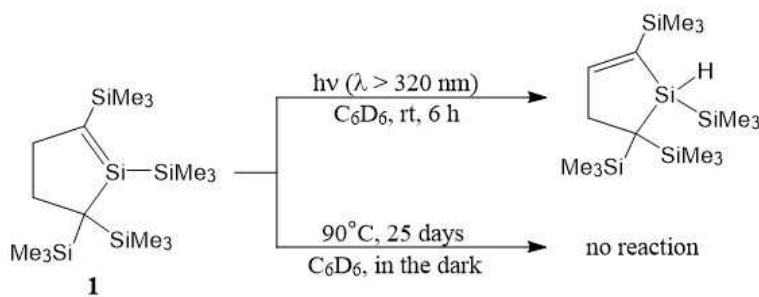 SiMe3
Si
SiMe3
Me3Si
SiMe3
1
hν (λ > 320 nm)
C6D6, rt, 6 h
SiMe3
H
Si
SiMe3
Me3Si
SiMe3
90°C, 25 days
C6D6, in the dark
no reaction